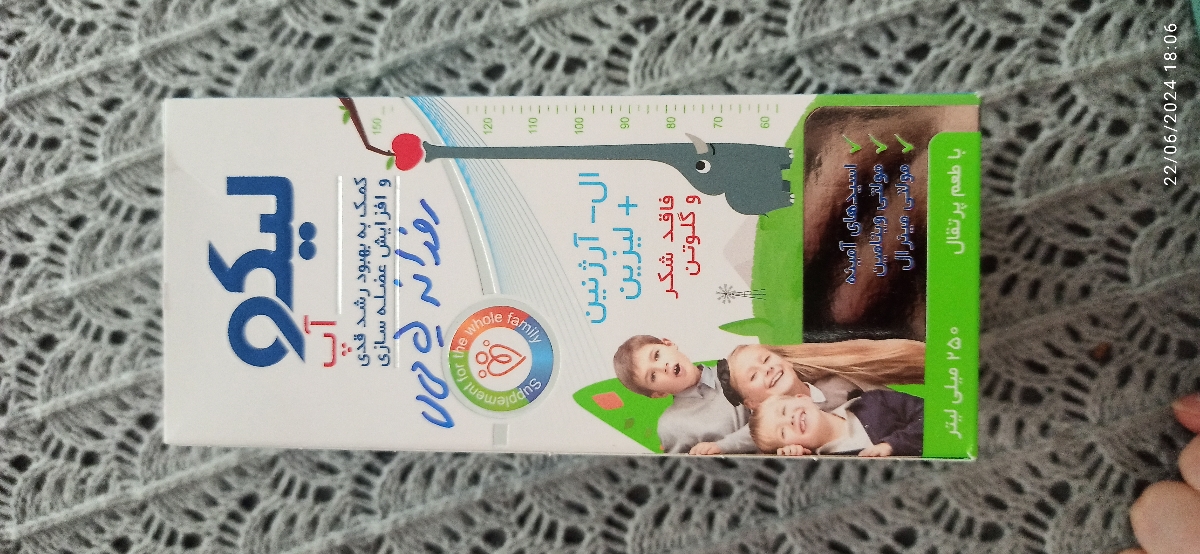 لیکو
آپ
کمک به بهبود رشد قدی
و افزایش عضله سازی
روزانه
Supplement for the whole family
150
120
110
100
90
80
70
60
ال- آرژنین
+ لیزین
فاقد شکر
و گلوتن
اسیدهای آمینه
مولتی ویتامین
مولتی مینرال
با طعم پرتقال
۲۵۰ میلی لیتر
22/06/2024 18:06